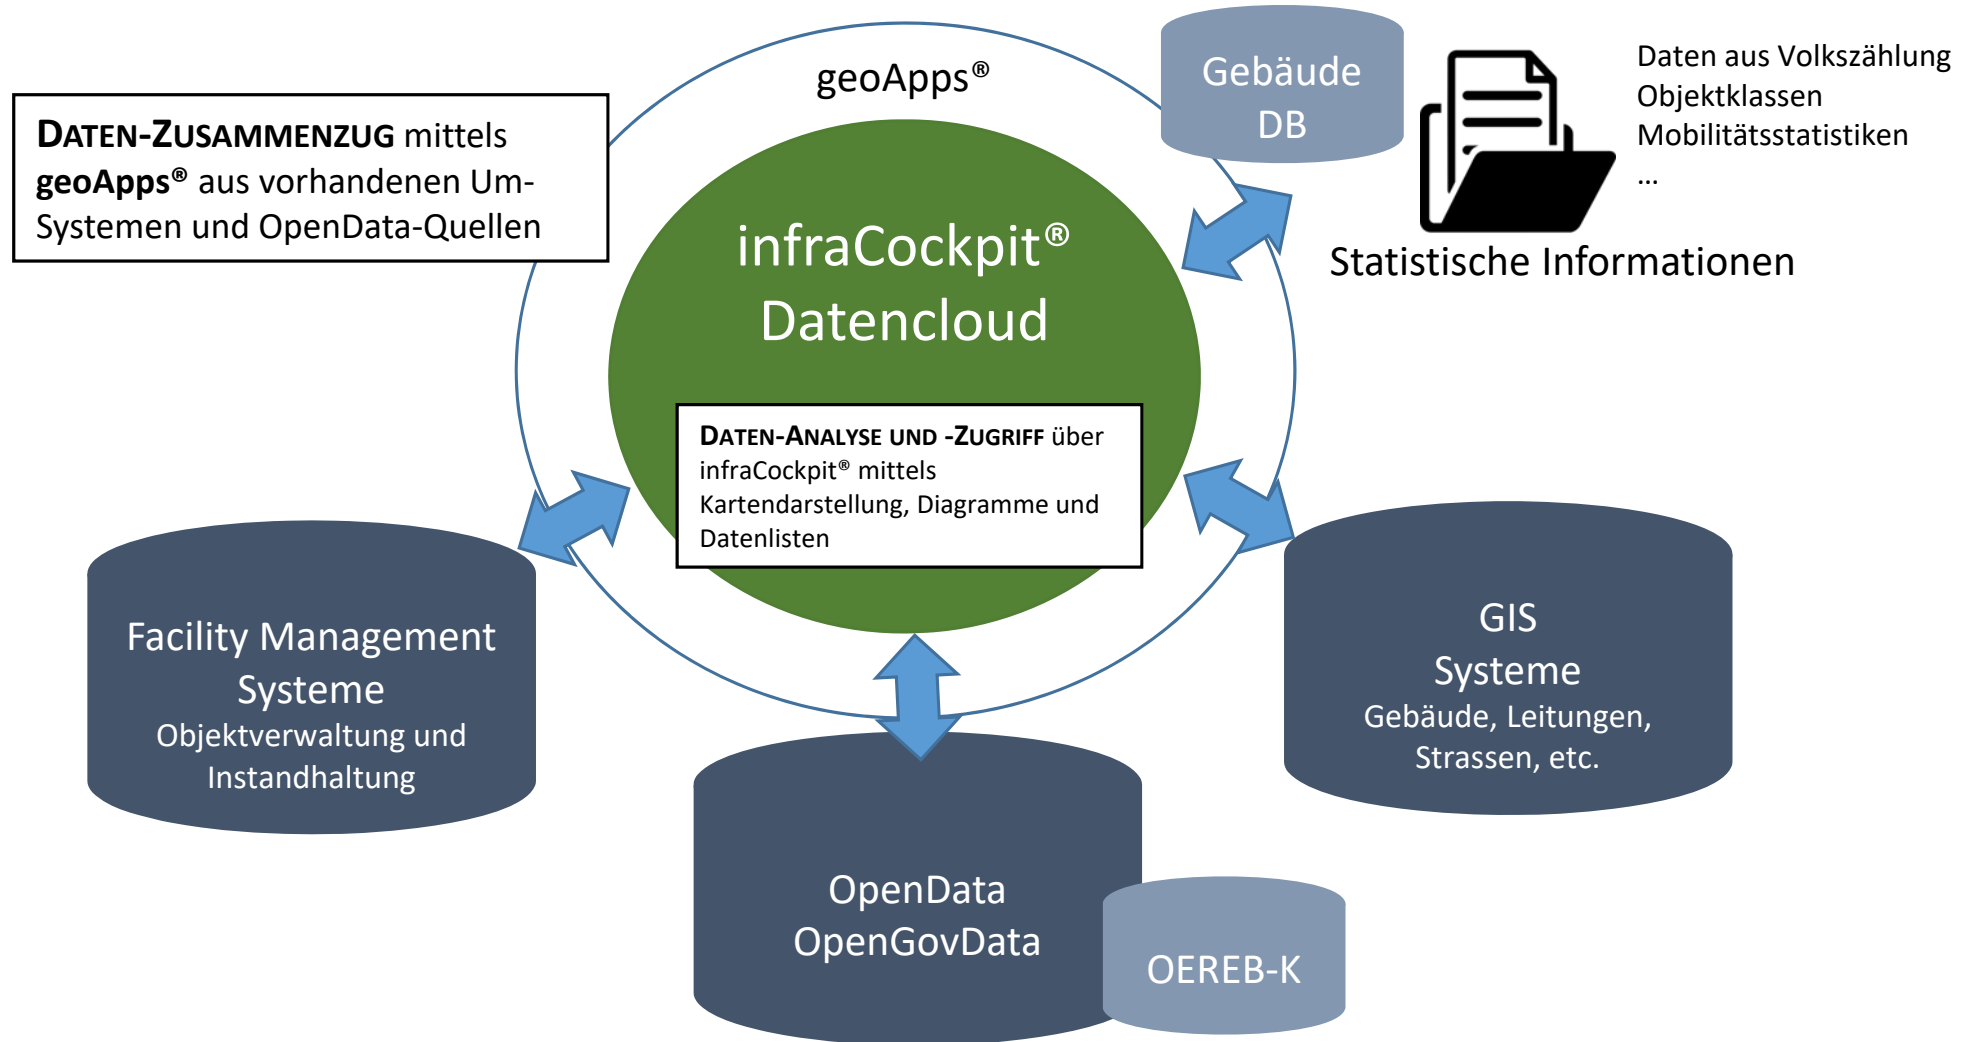 geoApps®
DATEN-ZUSAMMENZUG mittels
geoApps® aus vorhandenen Um-
Systemen und OpenData-Quellen
Gebäude
DB
Daten aus Volkszählung
Objektklassen
Mobilitätsstatistiken
...
Statistische Informationen
infraCockpit®
Datencloud
DATEN-ANALYSE UND -ZUGRIFF über
infraCockpit® mittels
Kartendarstellung, Diagramme und
Datenlisten
Facility Management
Systeme
Objektverwaltung und
Instandhaltung
GIS
Systeme
Gebäude, Leitungen,
Strassen, etc.
OpenData
OpenGovData
OEREB-K